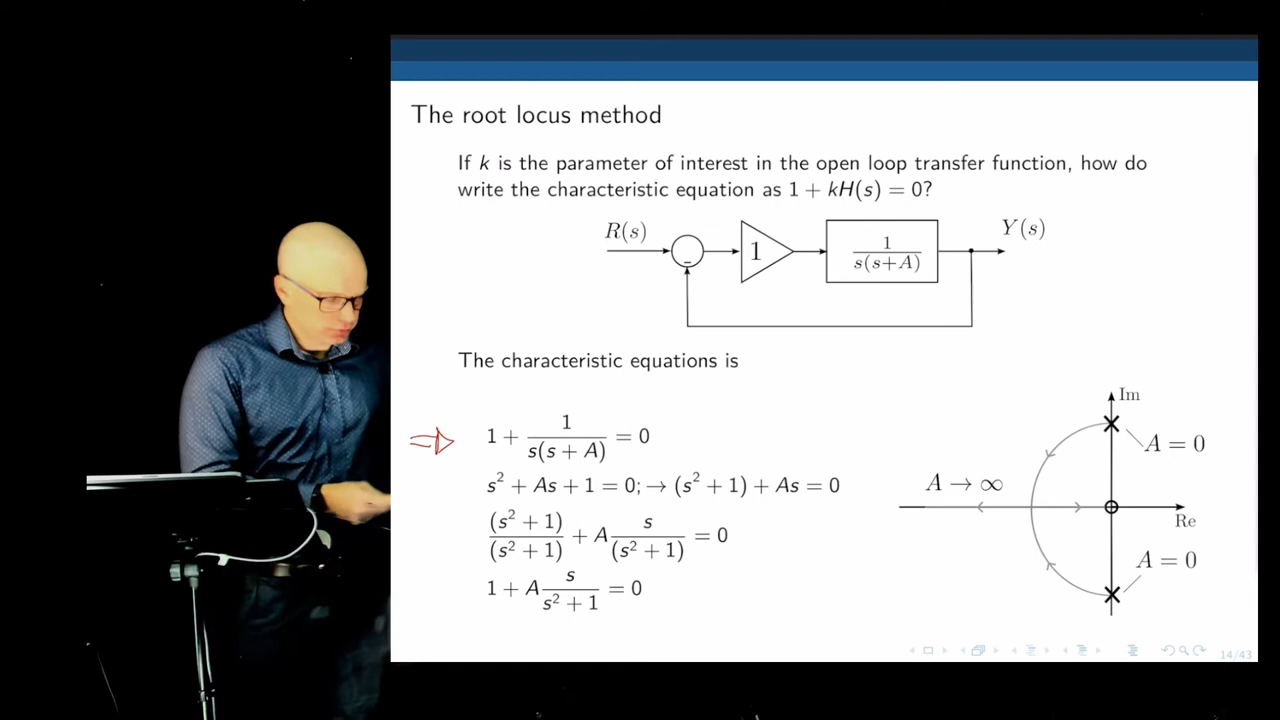 The root locus method
If k is the parameter of interest in the open loop transfer function, how do
write the characteristic equation as 1 + kH(s) = 0?
R(s) - 1 1/(s(s+A)) Y(s)
The characteristic equations is
1 + 1/(s(s + A)) = 0
s² + As + 1 = 0; → (s² + 1) + As = 0
(s² + 1)/(s² + 1) + A s/(s² + 1) = 0
1 + A s/(s² + 1) = 0
Im
A = 0
A → ∞
Re
A = 0
14/43